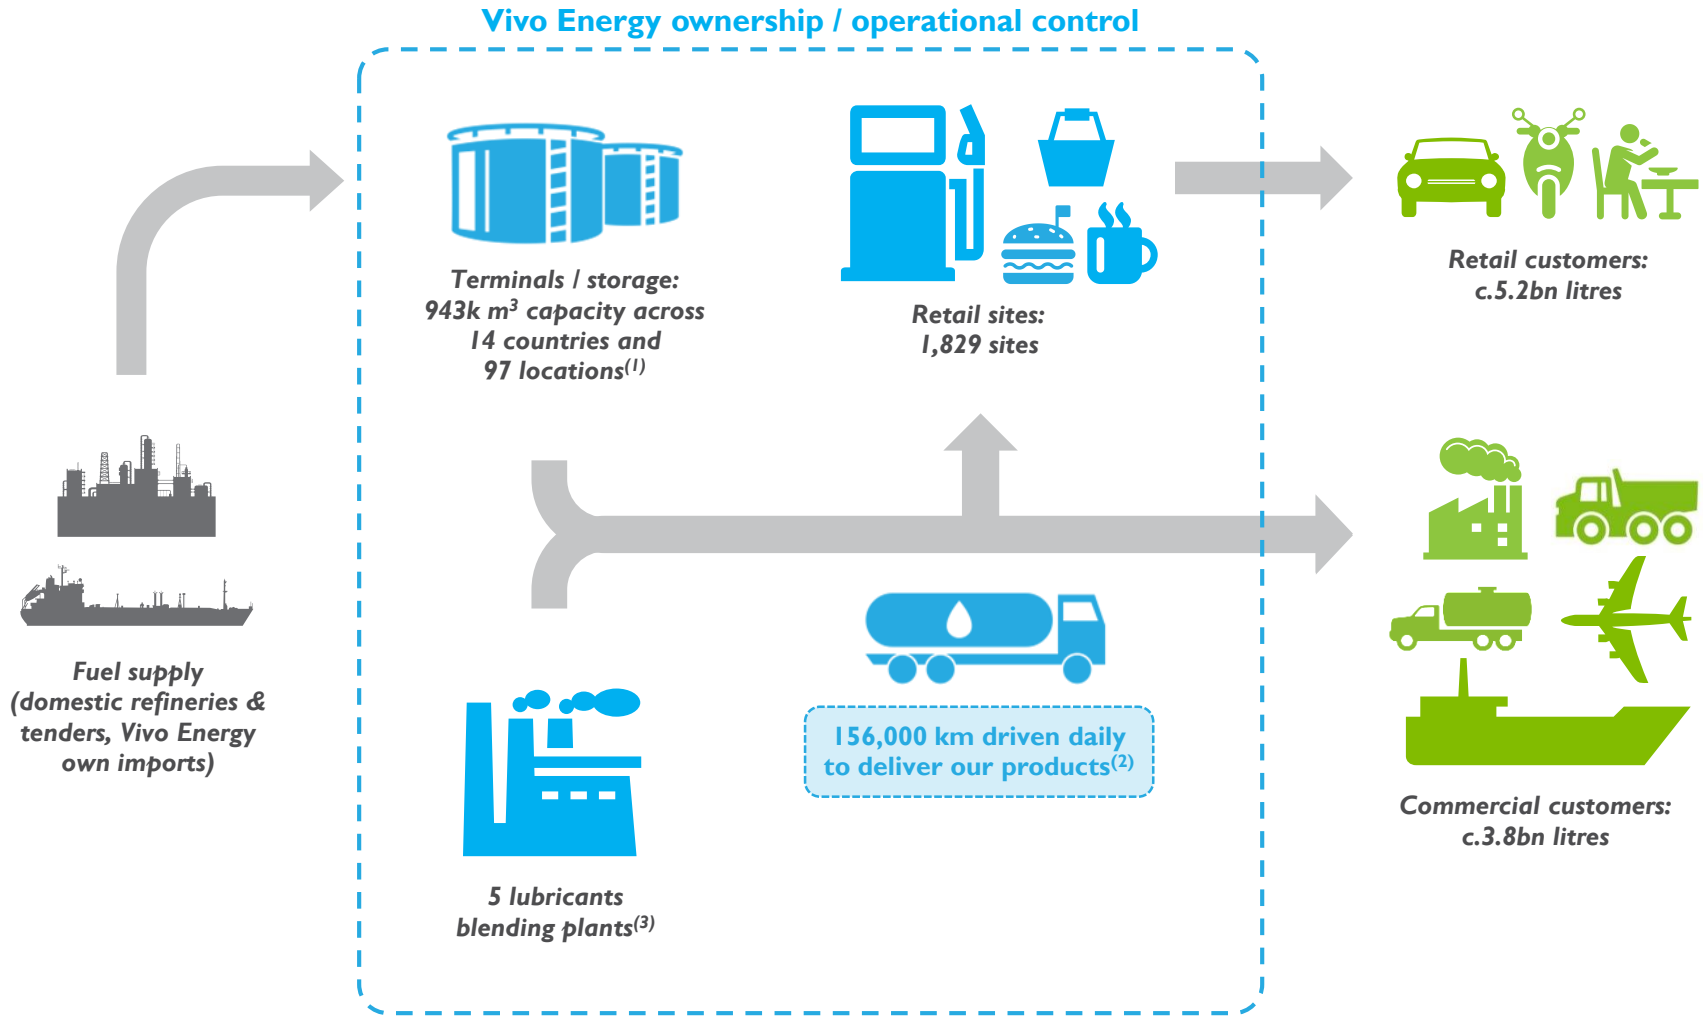 Vivo Energy ownership / operational control
Terminals / storage:
943k m³ capacity across
14 countries and
97 locations(1)
Retail sites:
1,829 sites
Retail customers:
c.5.2bn litres
Fuel supply
(domestic refineries &
tenders, Vivo Energy
own imports)
156,000 km driven daily
to deliver our products(2)
5 lubricants
blending plants(3)
Commercial customers:
c.3.8bn litres